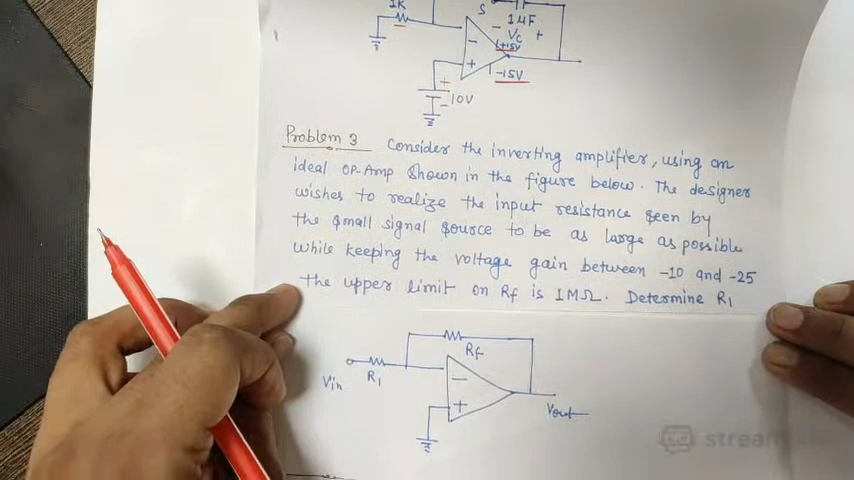 1K
S
1μF
- Vc +
+15V
-
+
+
-15V
- 10V
Problem 3 Consider the inverting amplifier, using an
ideal OP-Amp shown in the figure below. The designer
wishes to realize the input resistance seen by
the small signal source to be as large as possible
while keeping the voltage gain between -10 and -25
The upper limit on Rf is 1MΩ. Determine R1
Rf
R1
Vin
-
+
Vout